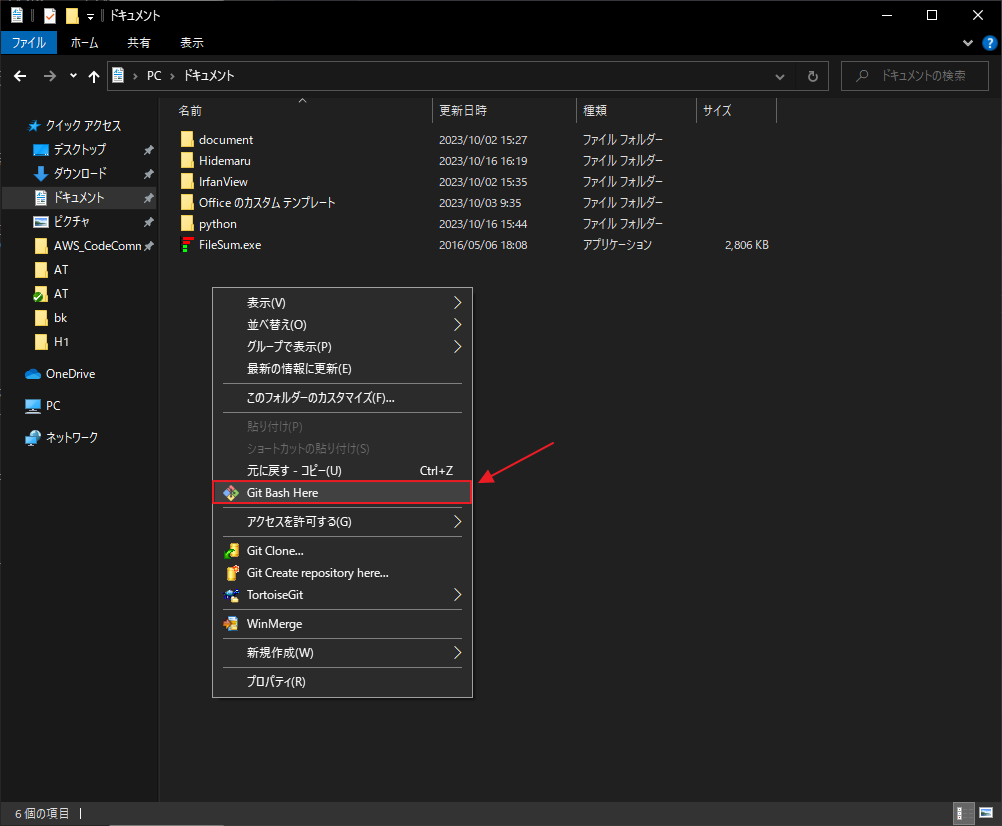 ドキュメント
ファイル ホーム 共有 表示
PC ドキュメント ドキュメントの検索
名前 更新日時 種類 サイズ
クイック アクセス
デスクトップ
ダウンロード
ドキュメント
ピクチャ
AWS_CodeComn
AT
AT
bk
H1
OneDrive
PC
ネットワーク
document 2023/10/02 15:27 ファイル フォルダー
Hidemaru 2023/10/16 16:19 ファイル フォルダー
IrfanView 2023/10/02 15:35 ファイル フォルダー
Office のカスタム テンプレート 2023/10/03 9:35 ファイル フォルダー
python 2023/10/16 15:44 ファイル フォルダー
FileSum.exe 2016/05/06 18:08 アプリケーション 2,806 KB
表示(V)
並べ替え(O)
グループで表示(P)
最新の情報に更新(E)
このフォルダーのカスタマイズ(F)...
貼り付け(P)
ショートカットの貼り付け(S)
元に戻す - コピー(U) Ctrl+Z
Git Bash Here
アクセスを許可する(G)
Git Clone...
Git Create repository here...
TortoiseGit
WinMerge
新規作成(W)
プロパティ(R)
6 個の項目